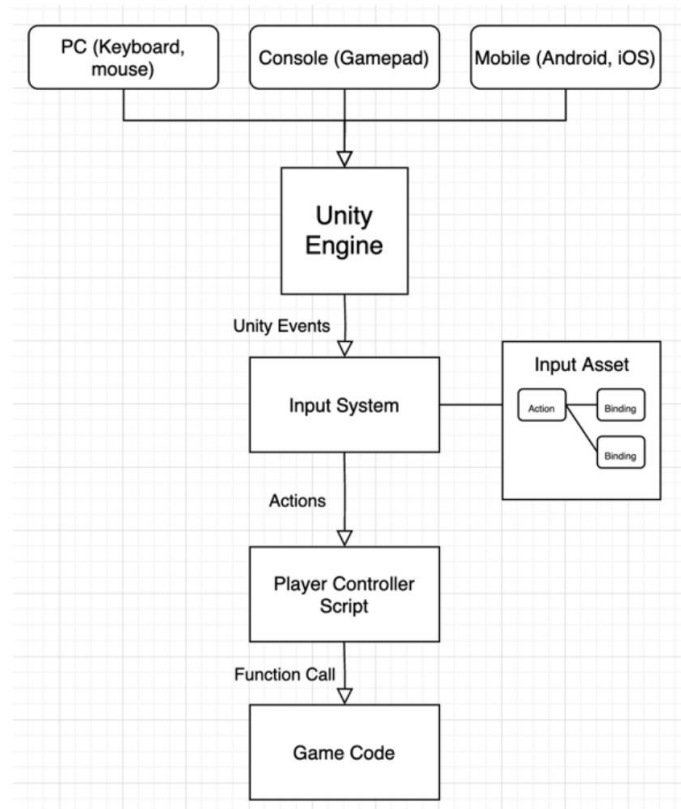 PC (Keyboard,
mouse)
Console (Gamepad)
Mobile (Android, iOS)
Unity
Engine
Unity Events
Input System
Input Asset
Action
Binding
Binding
Actions
Player Controller
Script
Function Call
Game Code